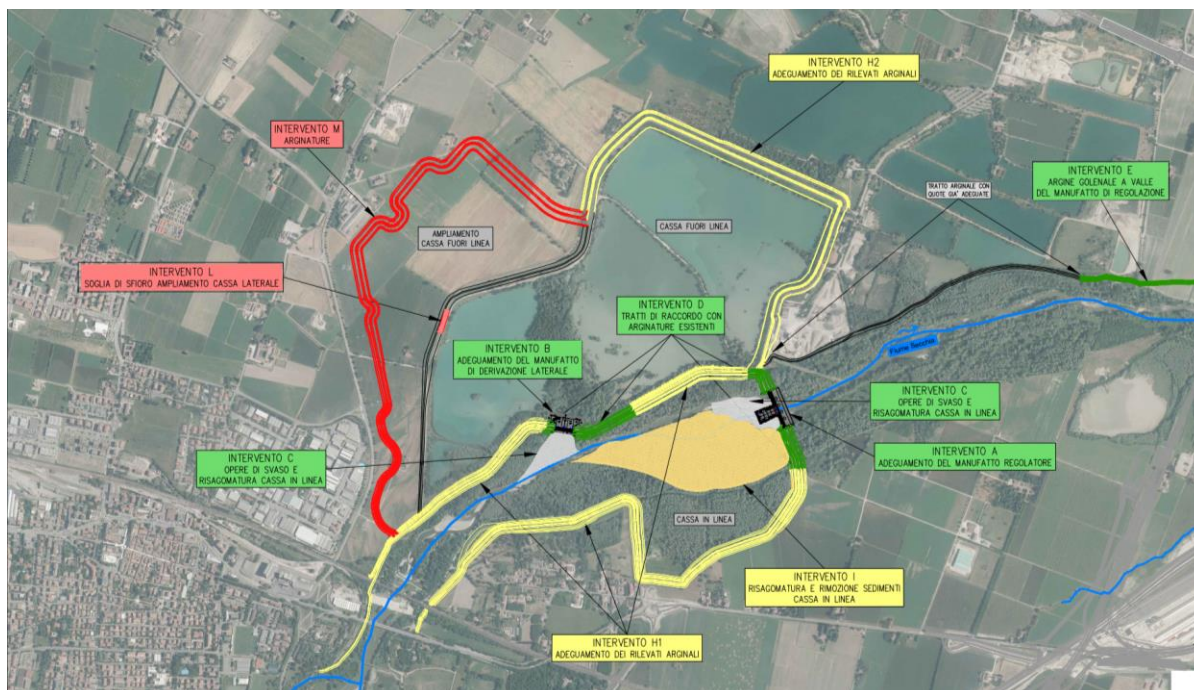 INTERVENTO H2
ADEGUAMENTO DEI RILEVATI ARGINALI
INTERVENTO M
ARGINATURE
INTERVENTO E
ARGINE GOLENALE A VALLE
DEL MANUFATTO DI REGOLAZIONE
TRATTO ARGINALE CON
QUOTE GIA' ADEGUATE
AMPLIAMENTO
CASSA FUORI LINEA
CASSA FUORI LINEA
INTERVENTO L
SOGLIA DI SFIORO AMPLIAMENTO CASSA LATERALE
INTERVENTO D
TRATTI DI RACCORDO CON
ARGINATURE ESISTENTI
INTERVENTO B
ADEGUAMENTO DEL MANUFATTO
DI DERIVAZIONE LATERALE
Fiume Secchia
INTERVENTO C
OPERE DI SVASO E
RISAGOMATURA CASSA IN LINEA
INTERVENTO C
OPERE DI SVASO E
RISAGOMATURA CASSA IN LINEA
INTERVENTO A
ADEGUAMENTO DEL MANUFATTO REGOLATORE
CASSA IN LINEA
INTERVENTO I
RISAGOMATURA E RIMOZIONE SEDIMENTI
CASSA IN LINEA
INTERVENTO H1
ADEGUAMENTO DEI RILEVATI ARGINALI